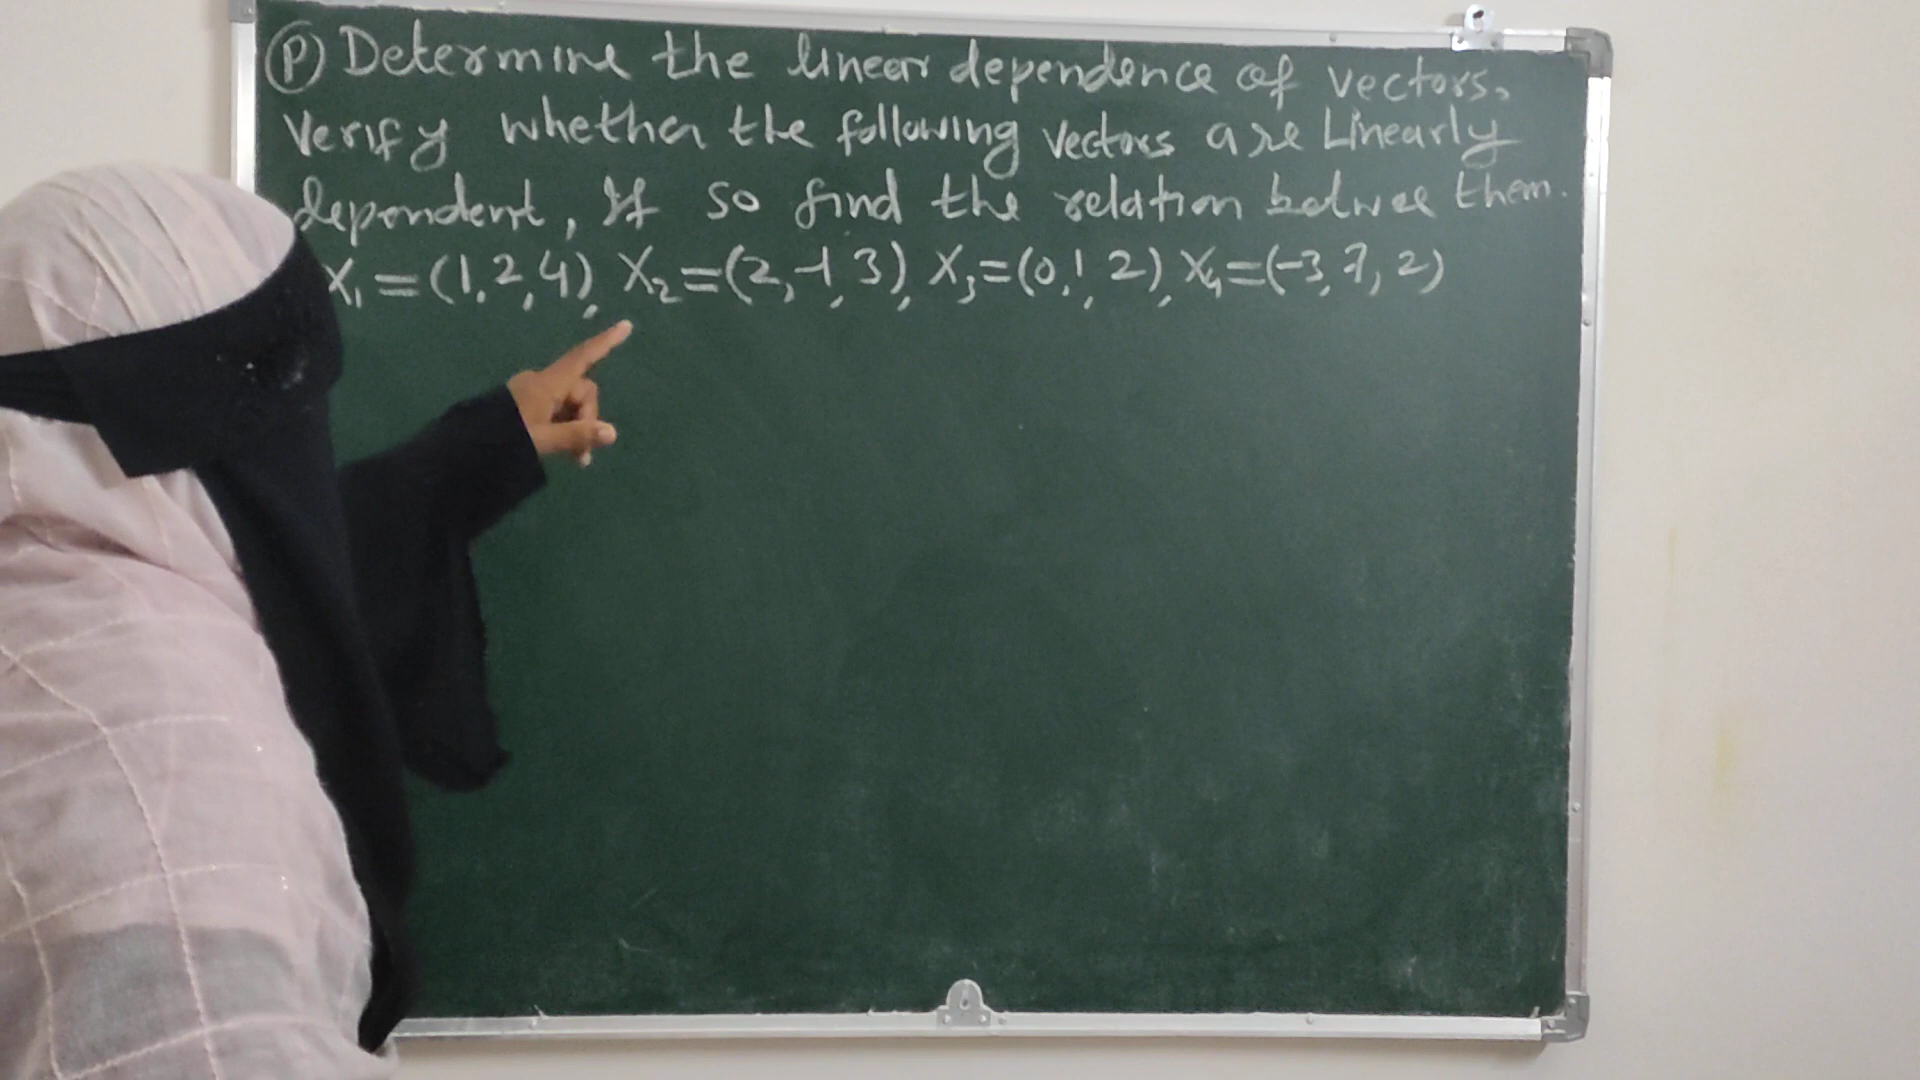 (P) Determine the linear dependence of vectors.
Verify whether the following vectors are Linearly
dependent, If so find the relation betwee them.
X₁ = (1, 2, 4), X₂ = (2, -1, 3), X₃ = (0, 1, 2), X₄ = (-3, 7, 2)